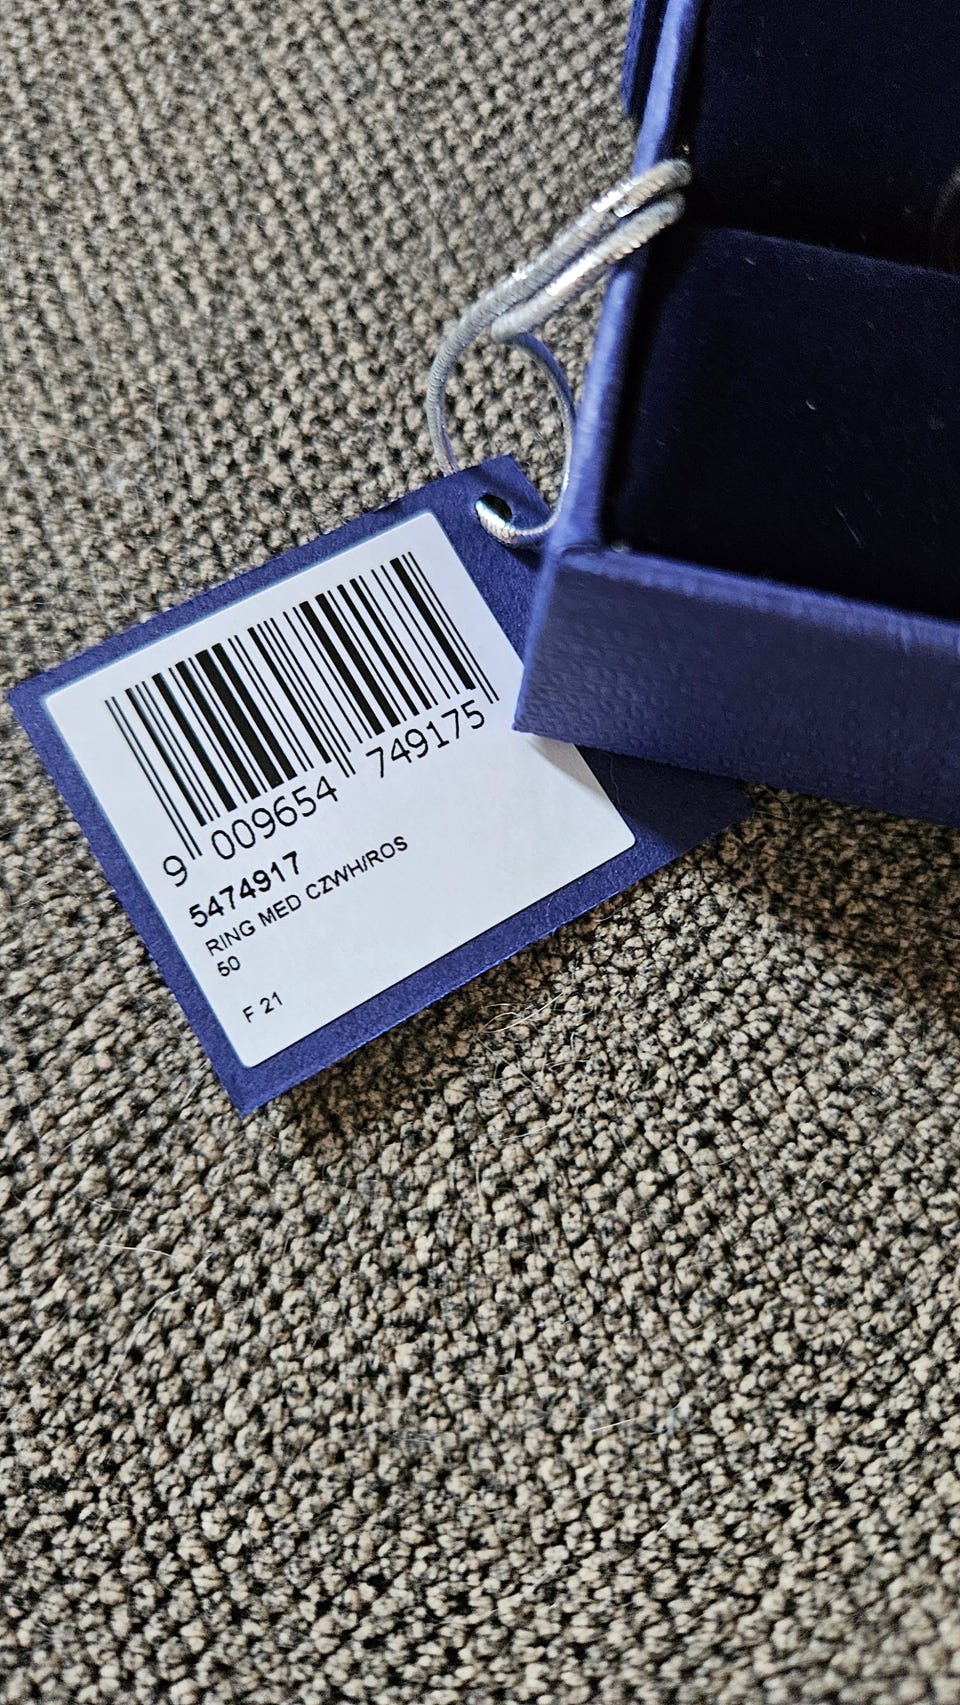 9 009654 749175
5474917
RING MED CZWH/ROS
50
F 21